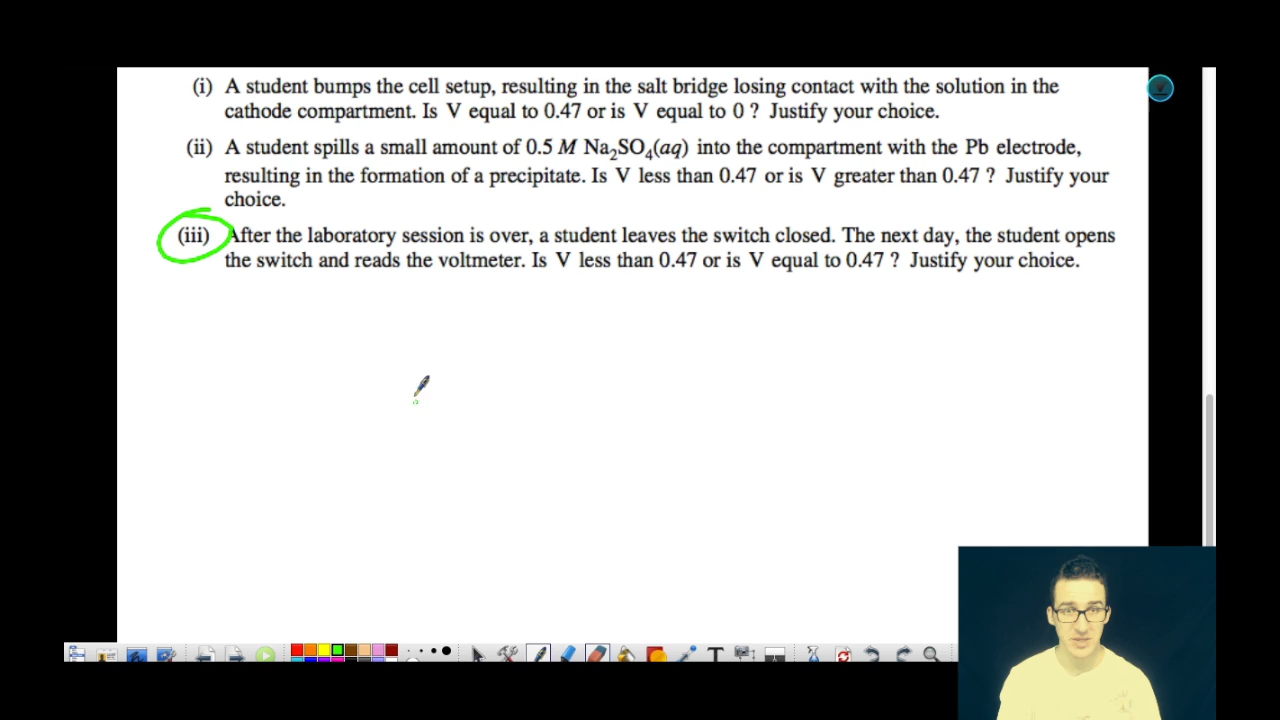 (i) A student bumps the cell setup, resulting in the salt bridge losing contact with the solution in the
cathode compartment. Is V equal to 0.47 or is V equal to 0 ? Justify your choice.
(ii) A student spills a small amount of 0.5 M Na₂SO₄(aq) into the compartment with the Pb electrode,
resulting in the formation of a precipitate. Is V less than 0.47 or is V greater than 0.47 ? Justify your
choice.
(iii) After the laboratory session is over, a student leaves the switch closed. The next day, the student opens
the switch and reads the voltmeter. Is V less than 0.47 or is V equal to 0.47 ? Justify your choice.